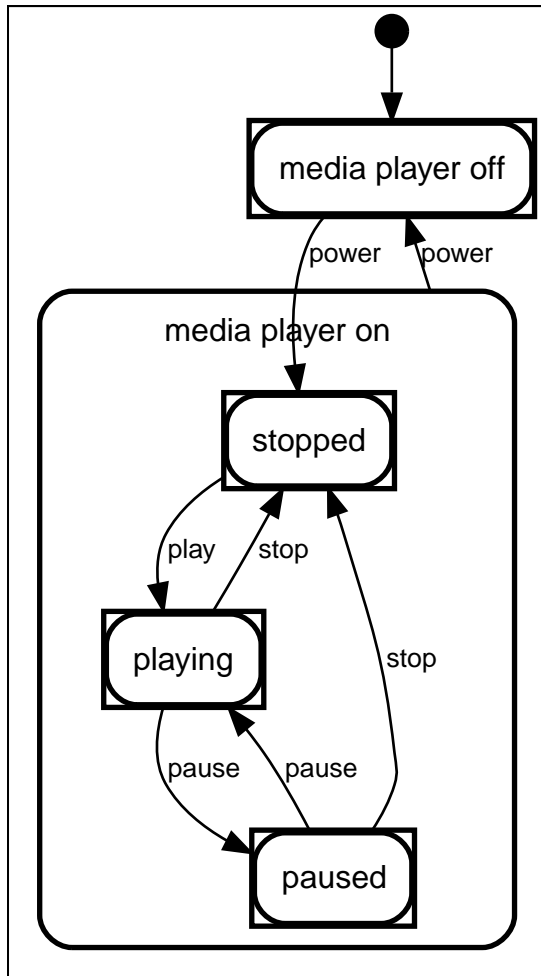 media player off
power
power
media player on
stopped
play
stop
playing
stop
pause
pause
paused